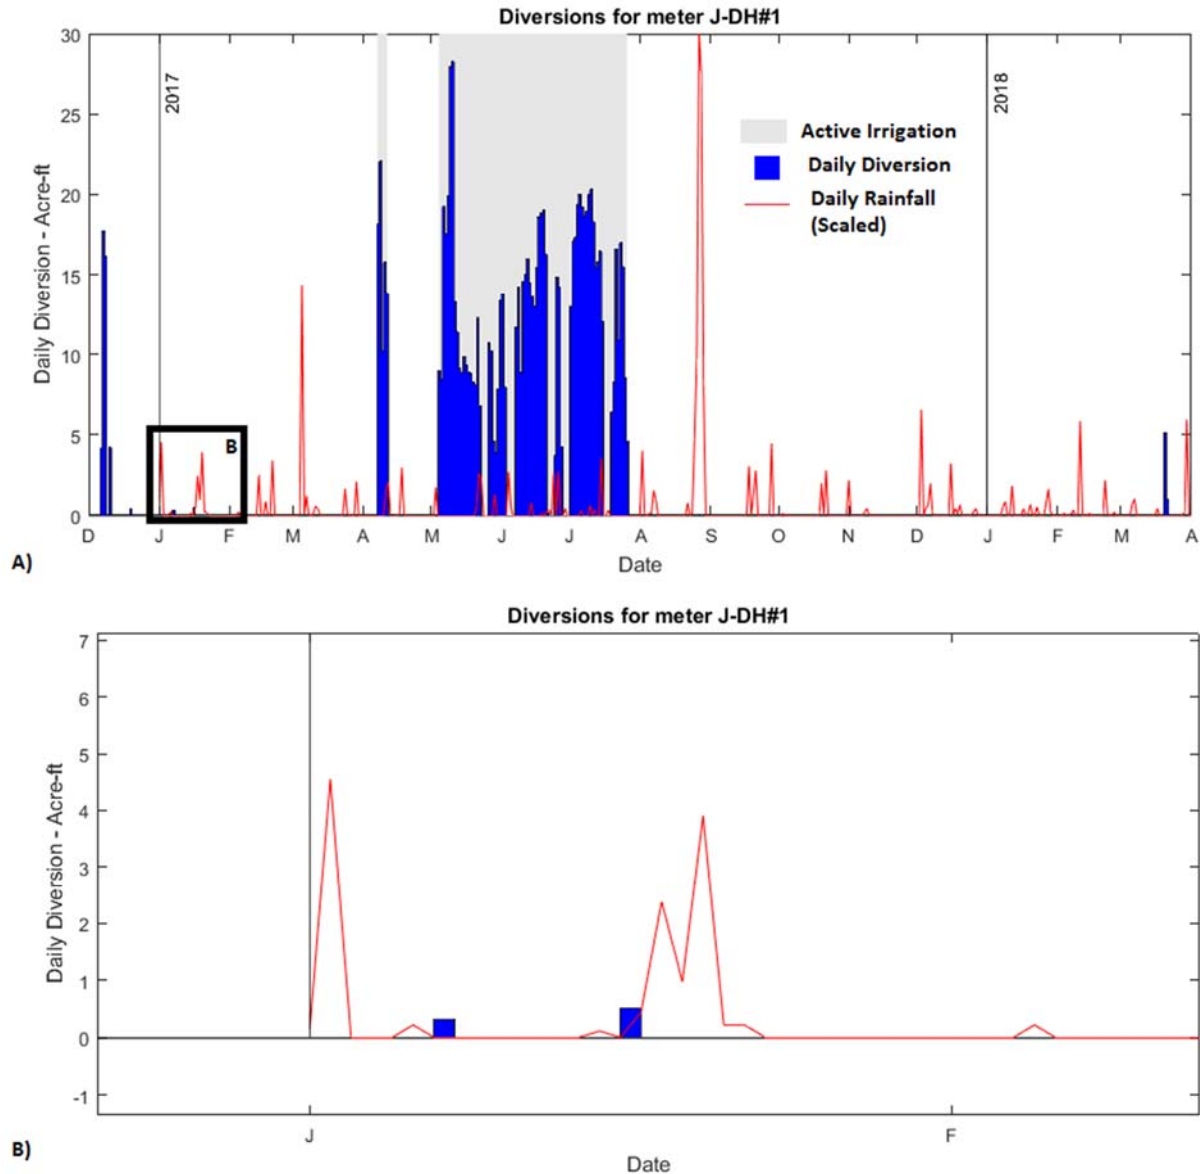 Diversions for meter J-DH#1
30
25
20
15
10
5
0
Daily Diversion - Acre-ft
2017
2018
Active Irrigation
Daily Diversion
Daily Rainfall
(Scaled)
B
D J F M A M J J A S O N D J F M A
Date
A)
Diversions for meter J-DH#1
7
6
5
4
3
2
1
0
-1
Daily Diversion - Acre-ft
J F
Date
B)